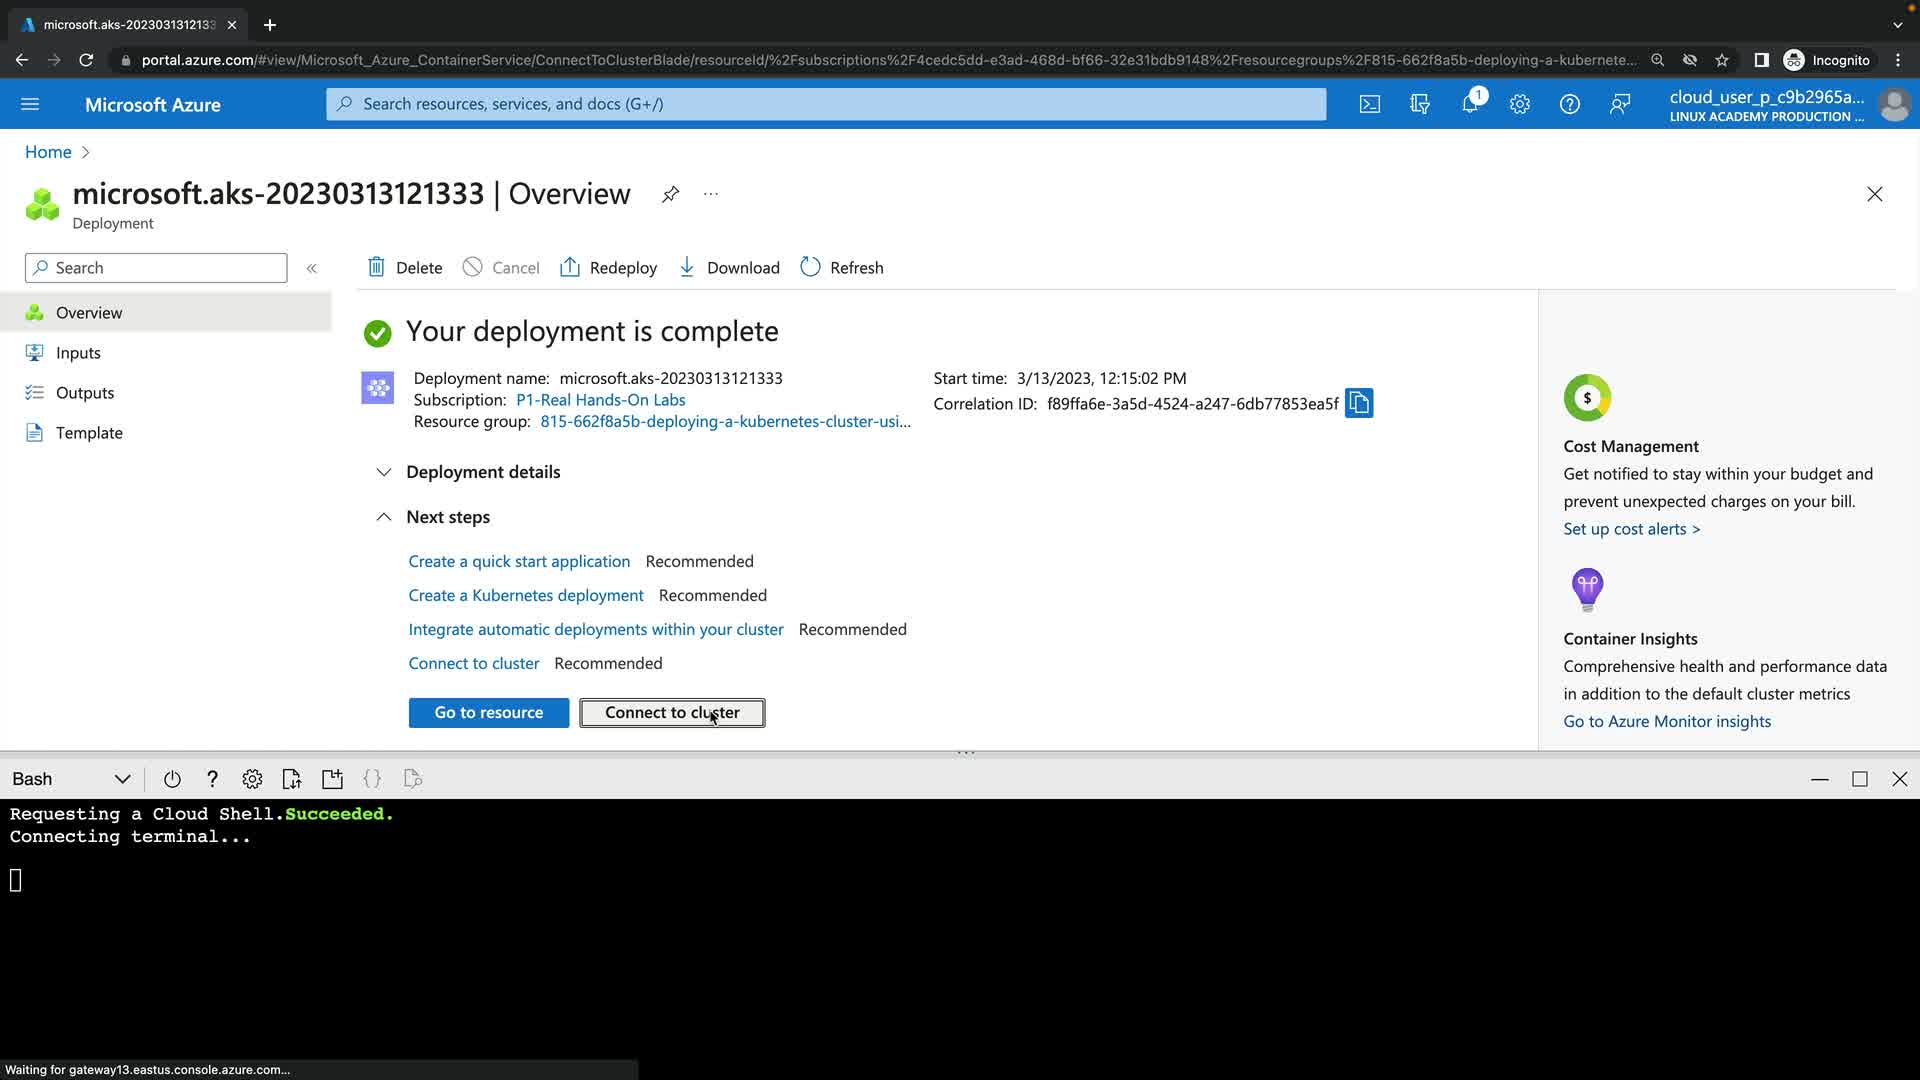 microsoft.aks-20230313121333
portal.azure.com/#view/Microsoft_Azure_ContainerService/ConnectToClusterBlade/resourceId/%2Fsubscriptions%2F4cedc5dd-e3ad-468d-bf66-32e31bdb9148%2Fresourcegroups%2F815-662f8a5b-deploying-a-kubernete...
Incognito
Microsoft Azure
Search resources, services, and docs (G+/)
1
cloud_user_p_c9b2965a...
LINUX ACADEMY PRODUCTION ...
Home >
microsoft.aks-20230313121333 | Overview
...
Deployment
Search
«
Delete
Cancel
Redeploy
Download
Refresh
Overview
Inputs
Outputs
Template
Your deployment is complete
Deployment name: microsoft.aks-20230313121333
Subscription: P1-Real Hands-On Labs
Resource group: 815-662f8a5b-deploying-a-kubernetes-cluster-usi...
Start time: 3/13/2023, 12:15:02 PM
Correlation ID: f89ffa6e-3a5d-4524-a247-6db77853ea5f
Deployment details
Next steps
Create a quick start application Recommended
Create a Kubernetes deployment Recommended
Integrate automatic deployments within your cluster Recommended
Connect to cluster Recommended
Go to resource
Connect to cluster
$
Cost Management
Get notified to stay within your budget and
prevent unexpected charges on your bill.
Set up cost alerts >
Container Insights
Comprehensive health and performance data
in addition to the default cluster metrics
Go to Azure Monitor insights
Bash
?
{}
Requesting a Cloud Shell.Succeeded.
Connecting terminal...
Waiting for gateway13.eastus.console.azure.com...